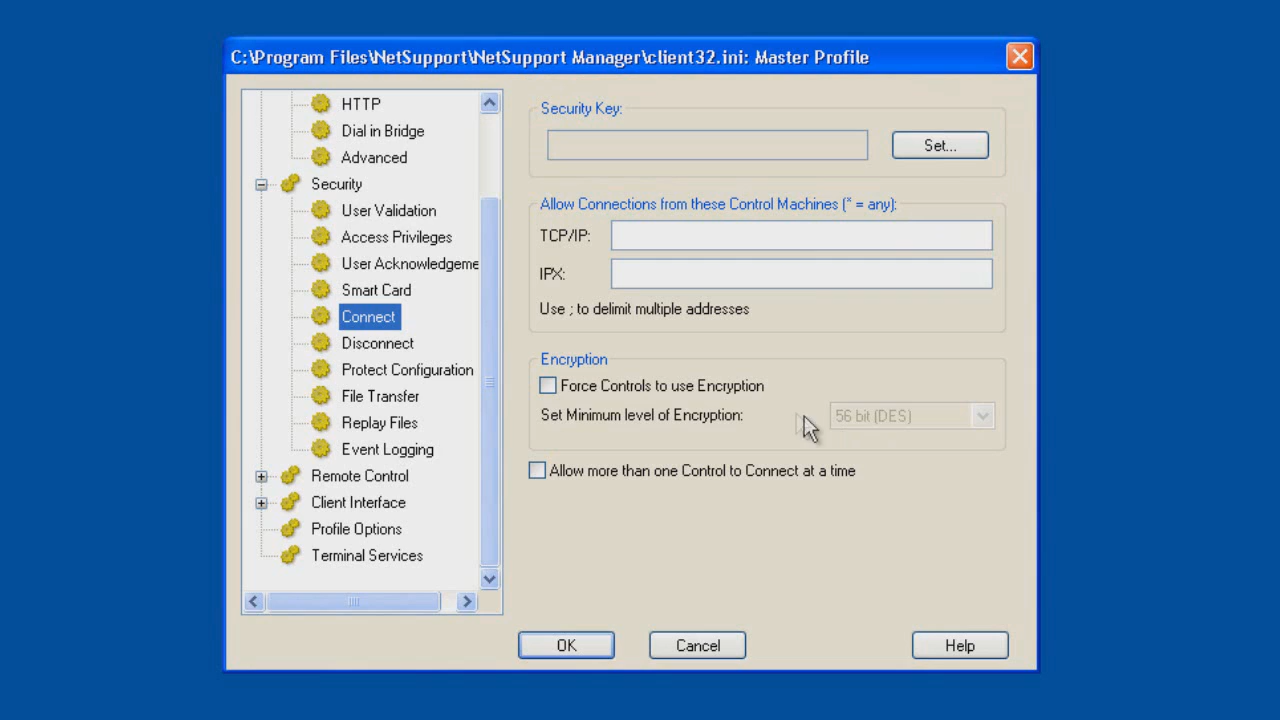 C:\Program Files\NetSupport\NetSupport Manager\client32.ini: Master Profile
HTTP
Dial in Bridge
Advanced
Security
User Validation
Access Privileges
User Acknowledgeme
Smart Card
Connect
Disconnect
Protect Configuration
File Transfer
Replay Files
Event Logging
Remote Control
Client Interface
Profile Options
Terminal Services
Security Key:
Set...
Allow Connections from these Control Machines (* = any):
TCP/IP:
IPX:
Use ; to delimit multiple addresses
Encryption
Force Controls to use Encryption
Set Minimum level of Encryption: 56 bit (DES)
Allow more than one Control to Connect at a time
OK Cancel Help